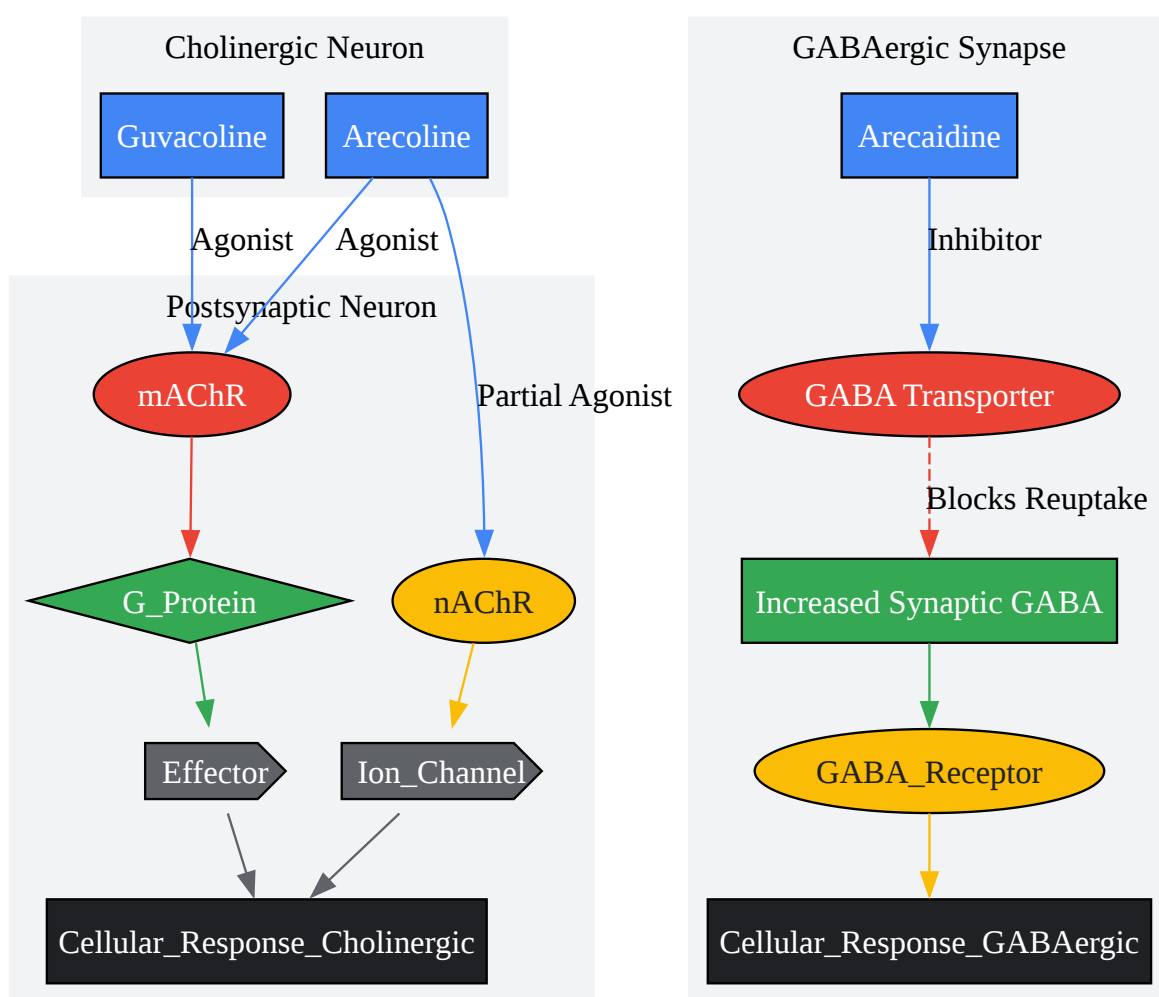 Cholinergic Neuron
Guvacoline
Arecoline
Agonist
Agonist
Postsynaptic Neuron
mAChR
Partial Agonist
G_Protein
nAChR
Effector
Ion_Channel
Cellular_Response_Cholinergic
GABAergic Synapse
Arecaidine
Inhibitor
GABA Transporter
Blocks Reuptake
Increased Synaptic GABA
GABA_Receptor
Cellular_Response_GABAergic